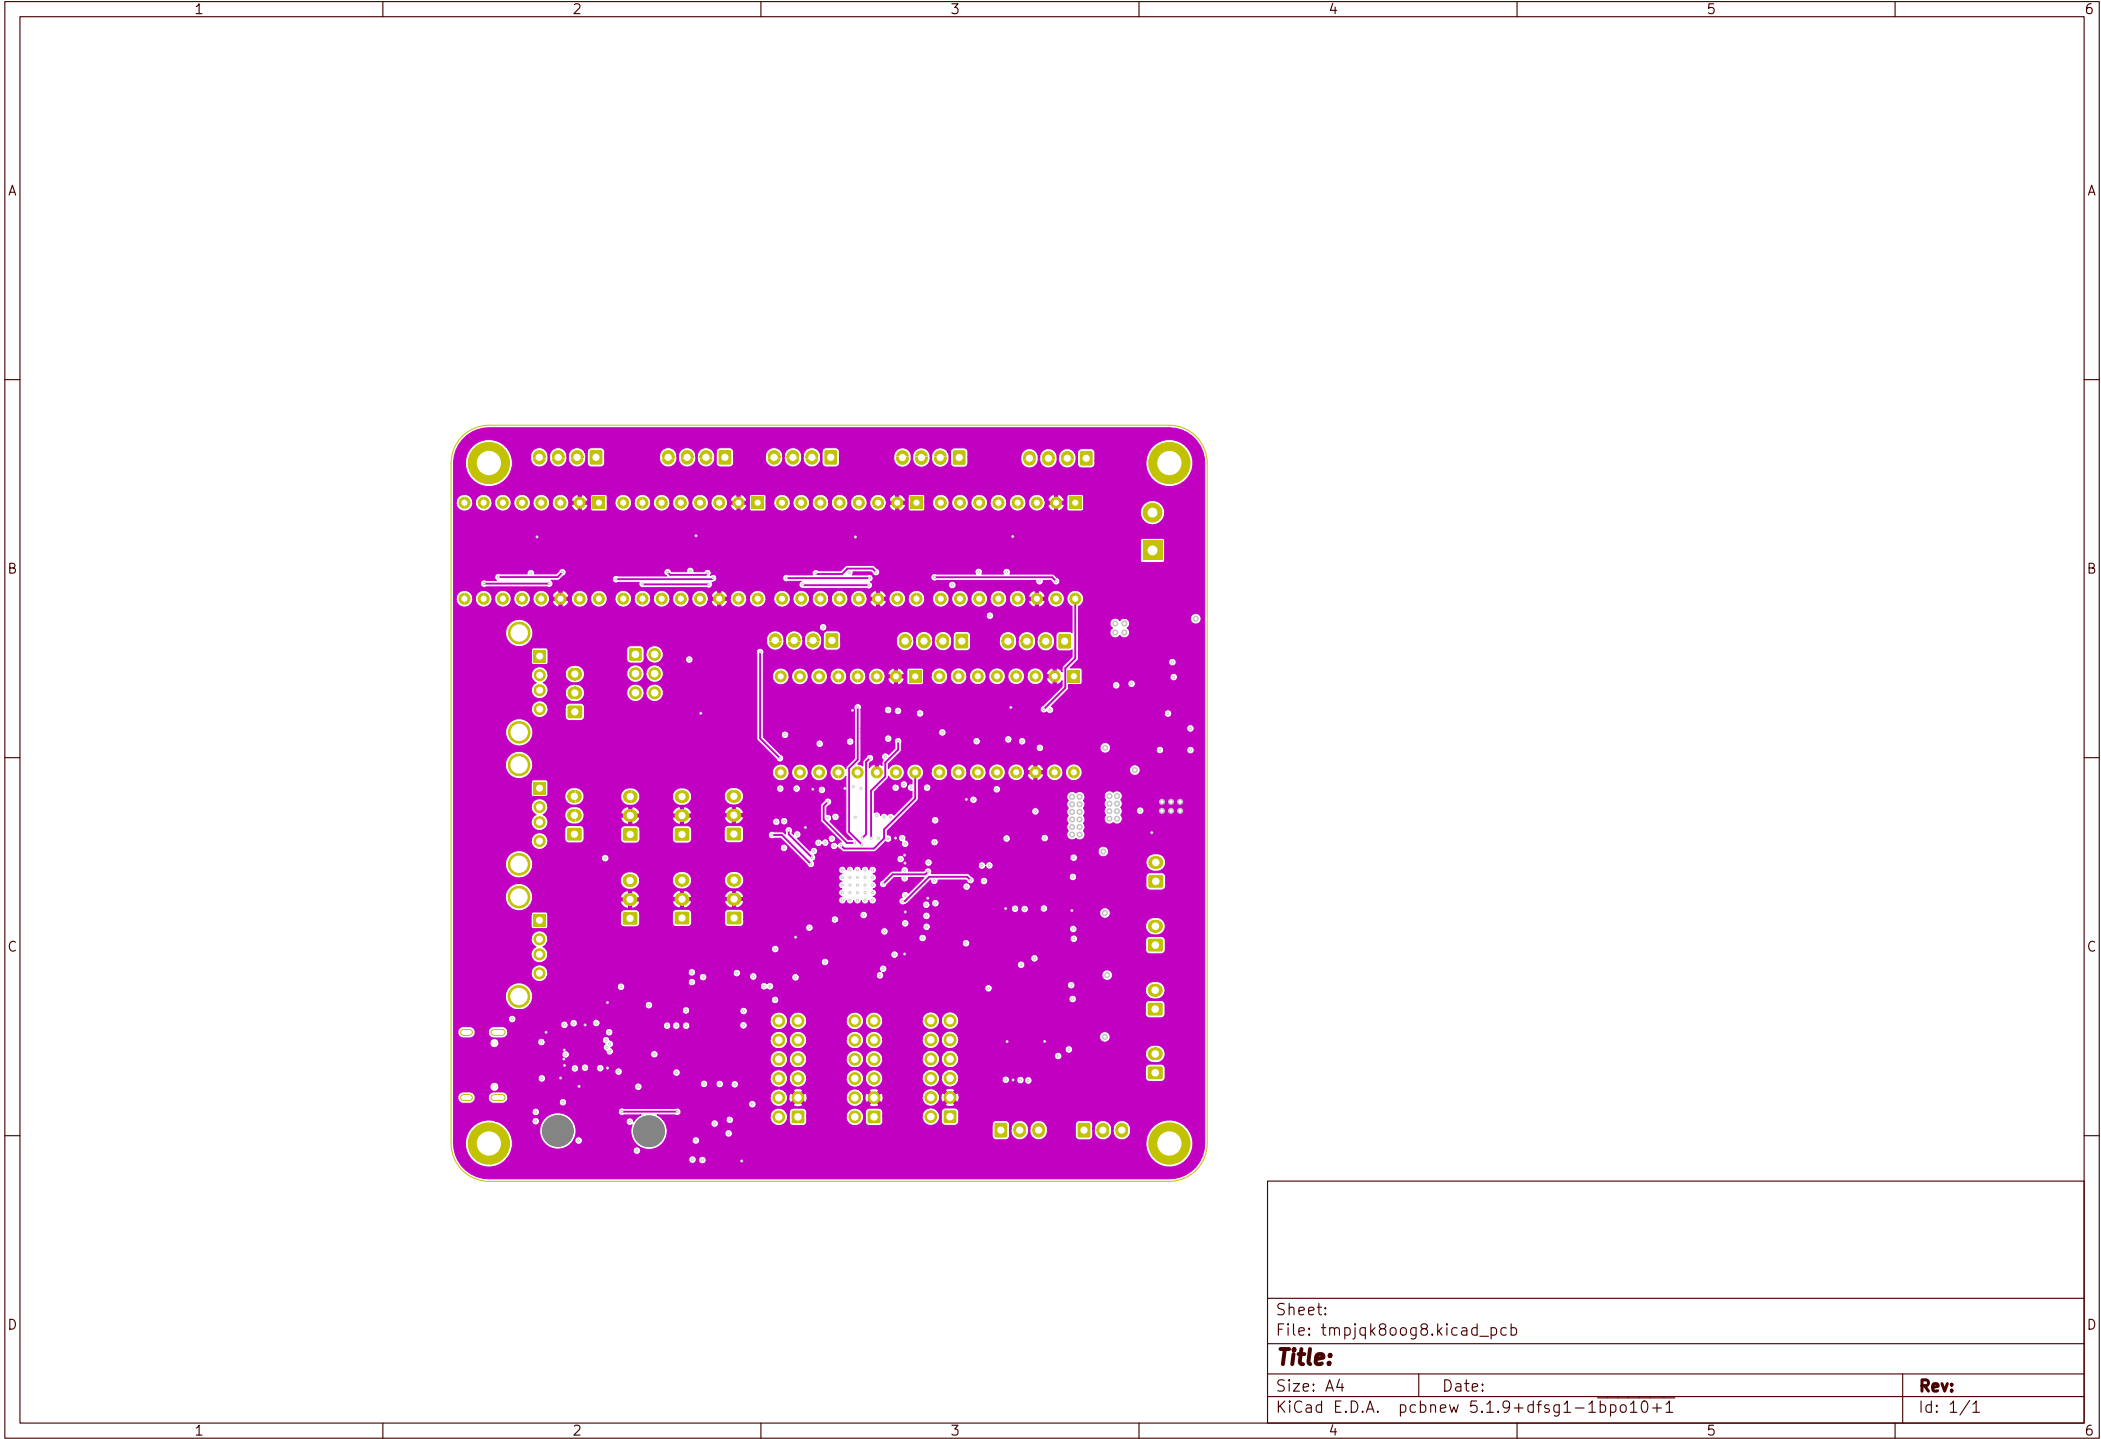 1 2 3 4 5 6
A A
B B
C C
D D
Sheet:
File: tmpjqk8oog8.kicad_pcb
Title:
Size: A4 Date: Rev:
KiCad E.D.A. pcbnew 5.1.9+dfsg1-1bpo10+1 Id: 1/1
1 2 3 4 5 6